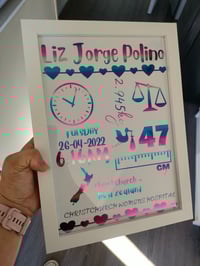 Liz Jorge Polino
2.945kg
Tuesday
26-04-2022
47
6:16AM
CM
Christchurch -
new zealand
CHRISTCHURCH WOMENS HOSPITAL